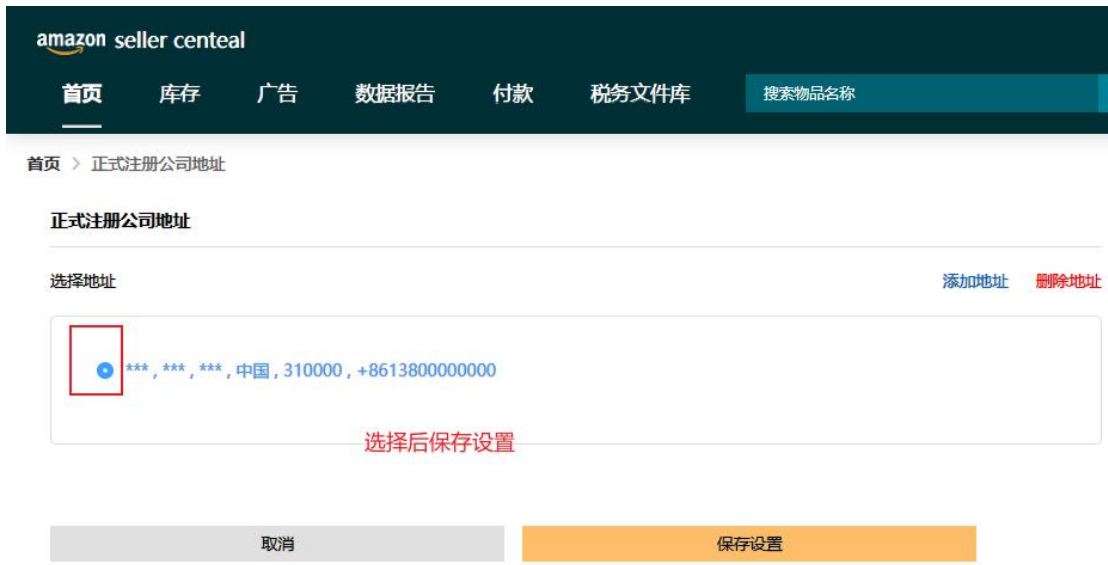 amazon seller centeal
首页 库存 广告 数据报告 付款 税务文件库 搜索物品名称
首页 > 正式注册公司地址
正式注册公司地址
选择地址 添加地址 删除地址
*** , *** , *** , 中国 , 310000 , +8613800000000
选择后保存设置
取消 保存设置